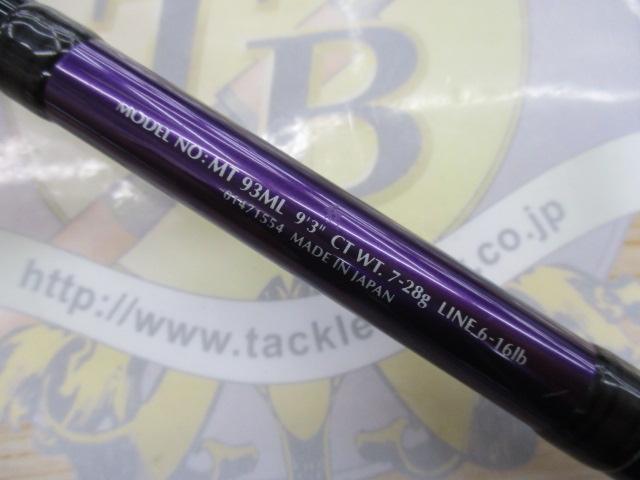 TB
MODEL NO: MT 93ML 9'3" CT WT. 7-28g LINE 6-16lb
01471554 MADE IN JAPAN
http://www.tackle
.co.jp